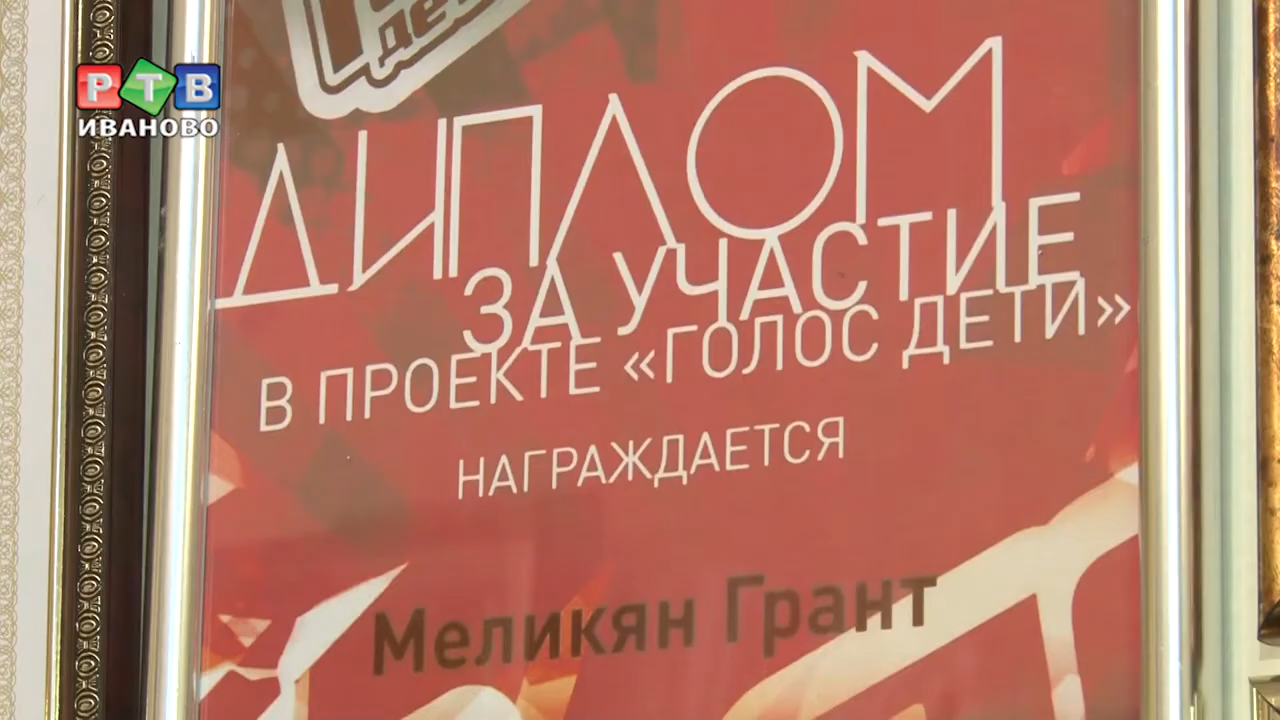 РТВ
ИВАНОВО
ДИПЛОМ
ЗА УЧАСТИЕ
В ПРОЕКТЕ «ГОЛОС ДЕТИ»
НАГРАЖДАЕТСЯ
Меликян Грант